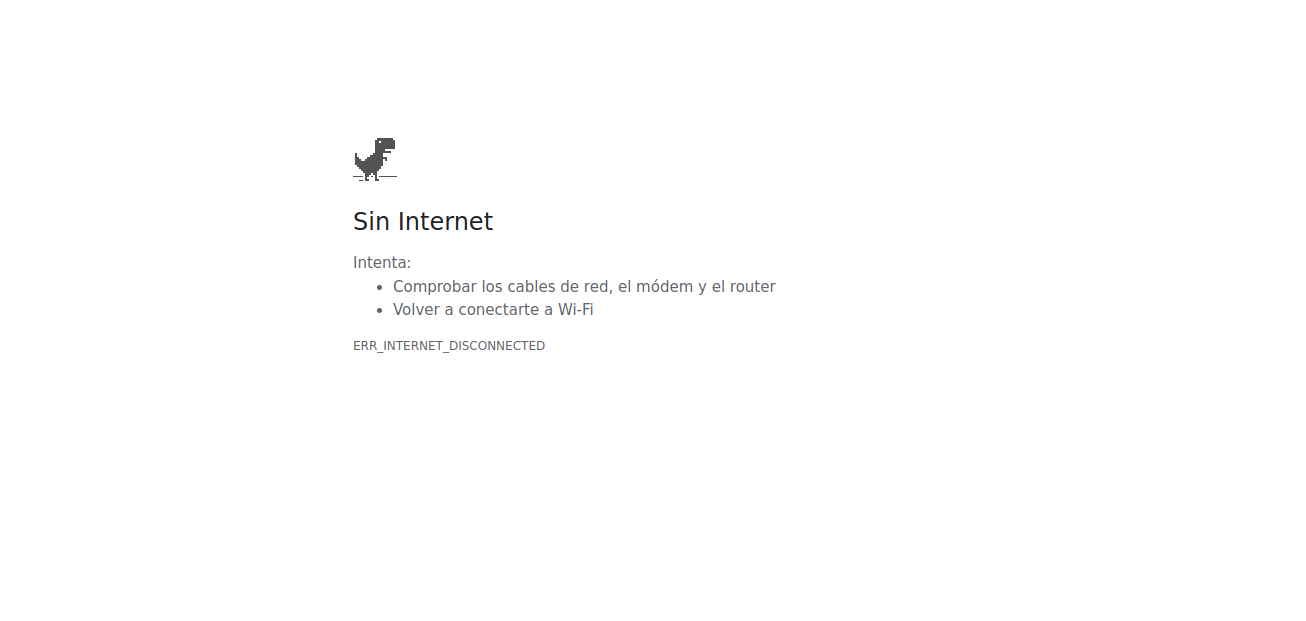 Sin Internet
Intenta:
Comprobar los cables de red, el módem y el router
Volver a conectarte a Wi-Fi
ERR_INTERNET_DISCONNECTED